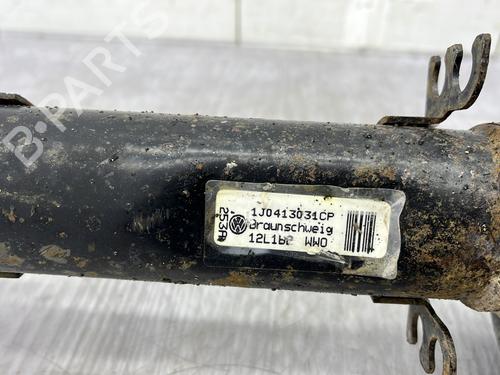 B-PARTS
253A
1J0413031CP
Braunschweig
12L162 WWO